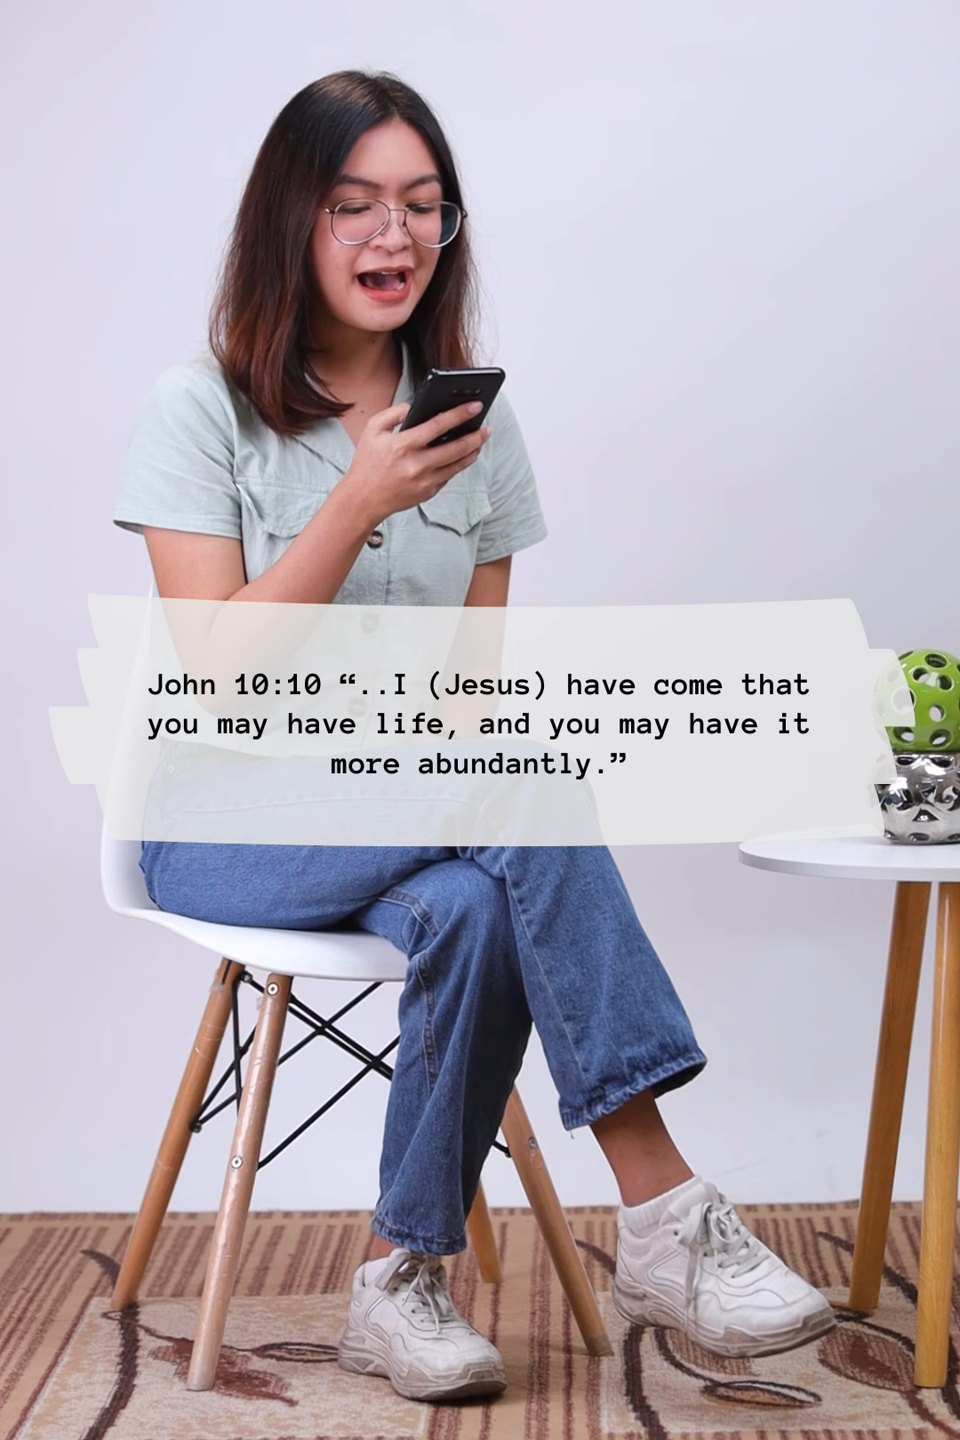 John 10:10 “..I (Jesus) have come that
you may have life, and you may have it
more abundantly.”